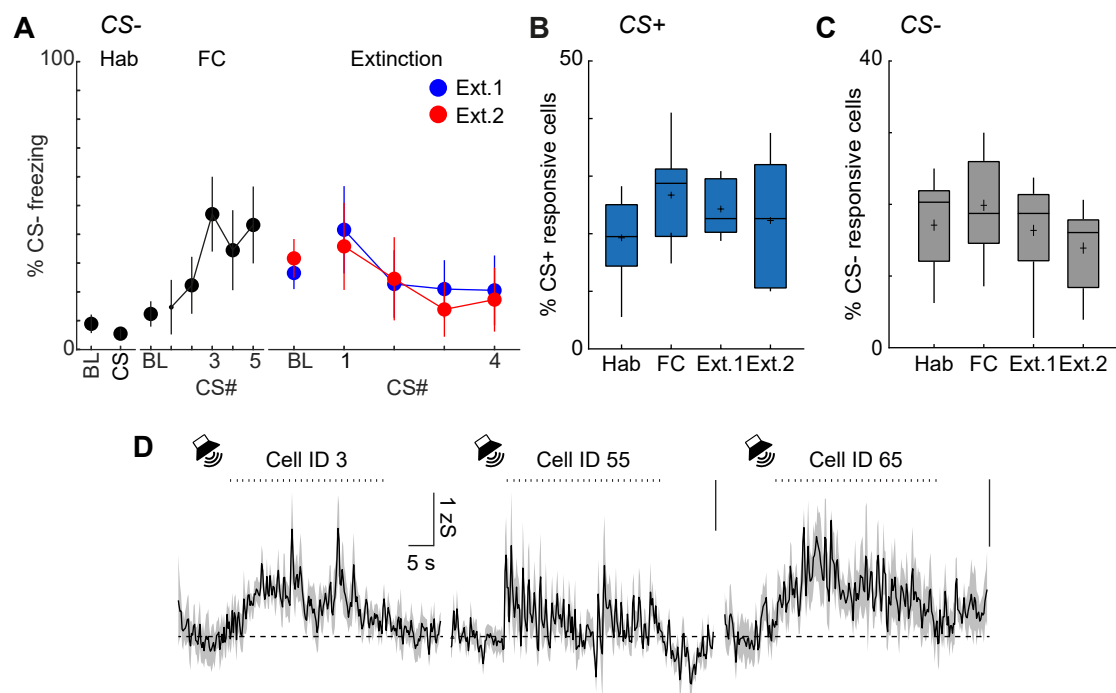 A
CS-
Hab
FC
Extinction
Ext.1
Ext.2
100
0
% CS- freezing
BL
CS
BL
3
5
CS#
BL
1
4
CS#
B
CS+
50
0
% CS+ responsive cells
Hab
FC
Ext.1
Ext.2
C
CS-
40
0
% CS- responsive cells
Hab
FC
Ext.1
Ext.2
D
Cell ID 3
1 zS
5 s
Cell ID 55
Cell ID 65